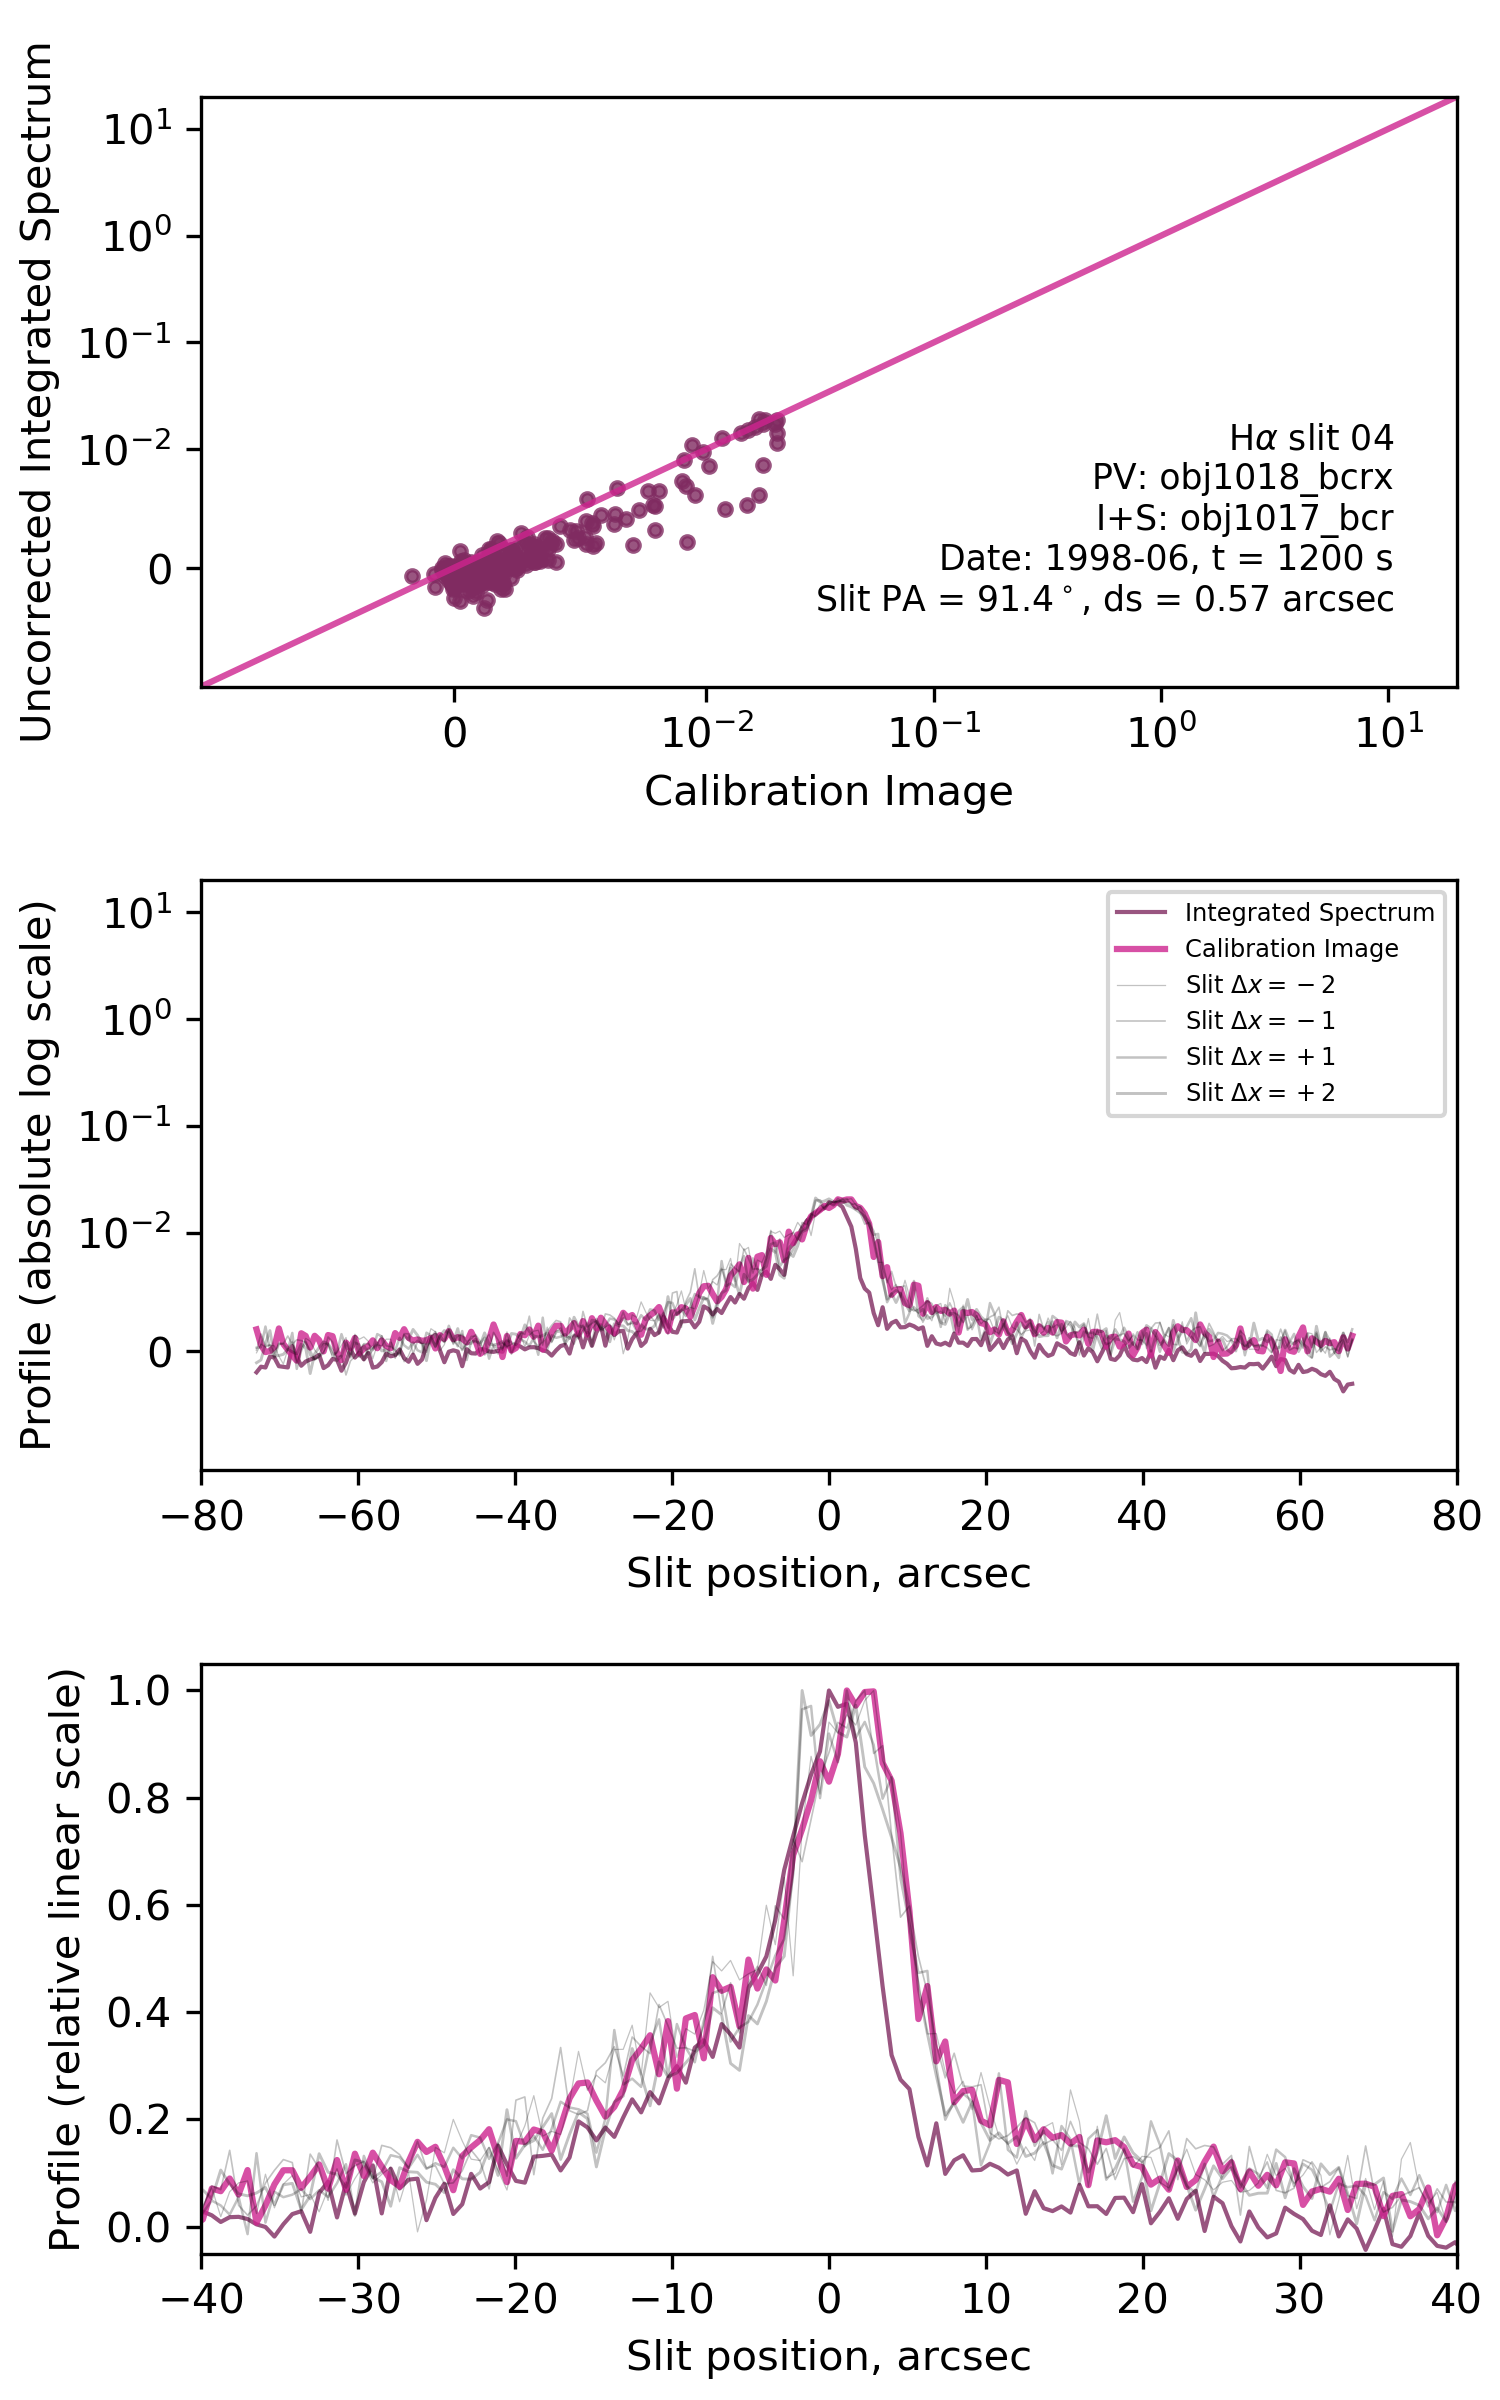 Uncorrected Integrated Spectrum
10¹
10⁰
10⁻¹
10⁻²
0
Hα slit 04
PV: obj1018_bcrx
I+S: obj1017_bcr
Date: 1998-06, t = 1200 s
Slit PA = 91.4°, ds = 0.57 arcsec
0 10⁻² 10⁻¹ 10⁰ 10¹
Calibration Image
Profile (absolute log scale)
10¹
10⁰
10⁻¹
10⁻²
0
Integrated Spectrum
Calibration Image
Slit Δx = −2
Slit Δx = −1
Slit Δx = +1
Slit Δx = +2
−80 −60 −40 −20 0 20 40 60 80
Slit position, arcsec
Profile (relative linear scale)
1.0
0.8
0.6
0.4
0.2
0.0
−40 −30 −20 −10 0 10 20 30 40
Slit position, arcsec